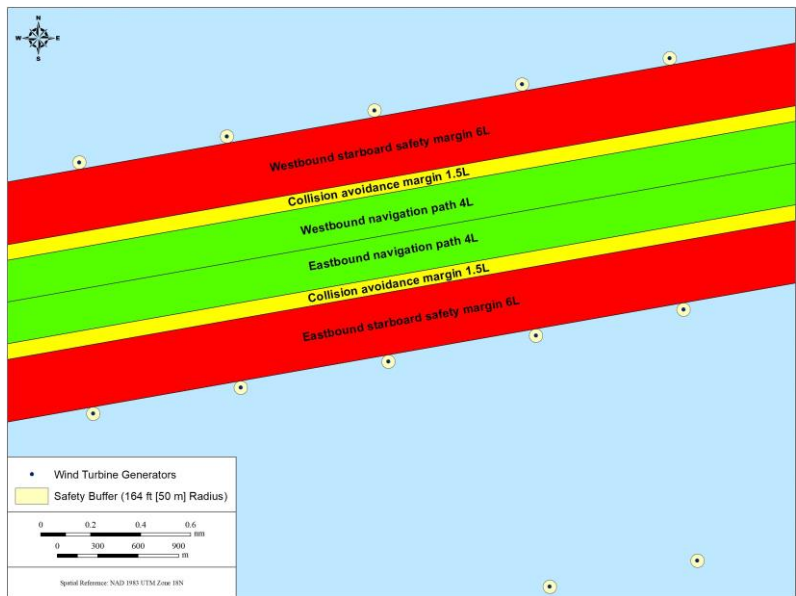 N
W E
S
Westbound starboard safety margin 6L
Collision avoidance margin 1.5L
Westbound navigation path 4L
Eastbound navigation path 4L
Collision avoidance margin 1.5L
Eastbound starboard safety margin 6L
Wind Turbine Generators
Safety Buffer (164 ft [50 m] Radius)
0 0.2 0.4 0.6
nm
0 300 600 900
m
Spatial Reference: NAD 1983 UTM Zone 18N